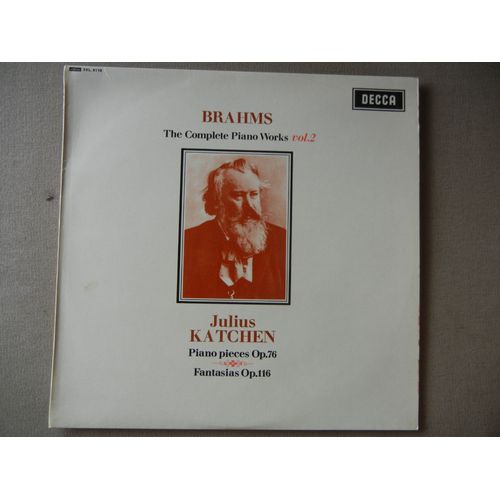 DECCA
BRAHMS
The Complete Piano Works vol.2
Julius
KATCHEN
Piano pieces Op.76
Fantasias Op.116